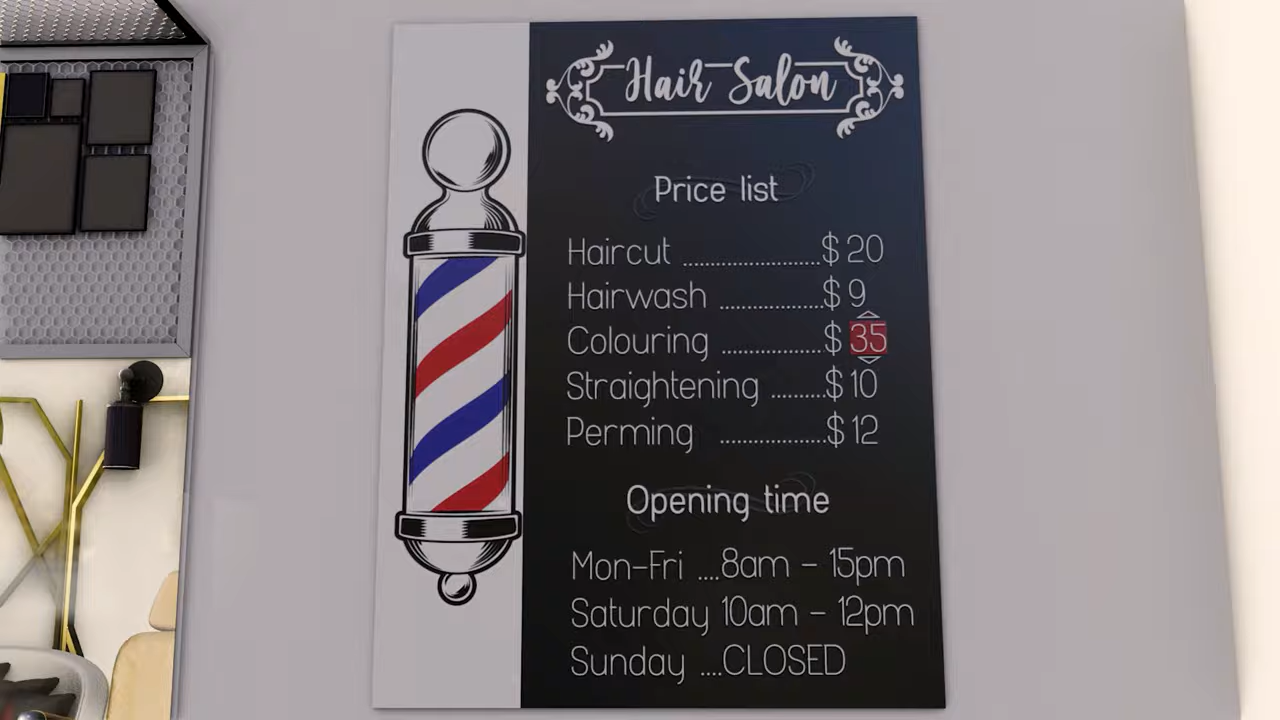 Hair Salon
Price list
Haircut ......................$ 20
Hairwash .................$ 9
Colouring ................$ 35
Straightening .........$ 10
Perming .................$ 12
Opening time
Mon-Fri ....8am - 15pm
Saturday 10am - 12pm
Sunday ....CLOSED